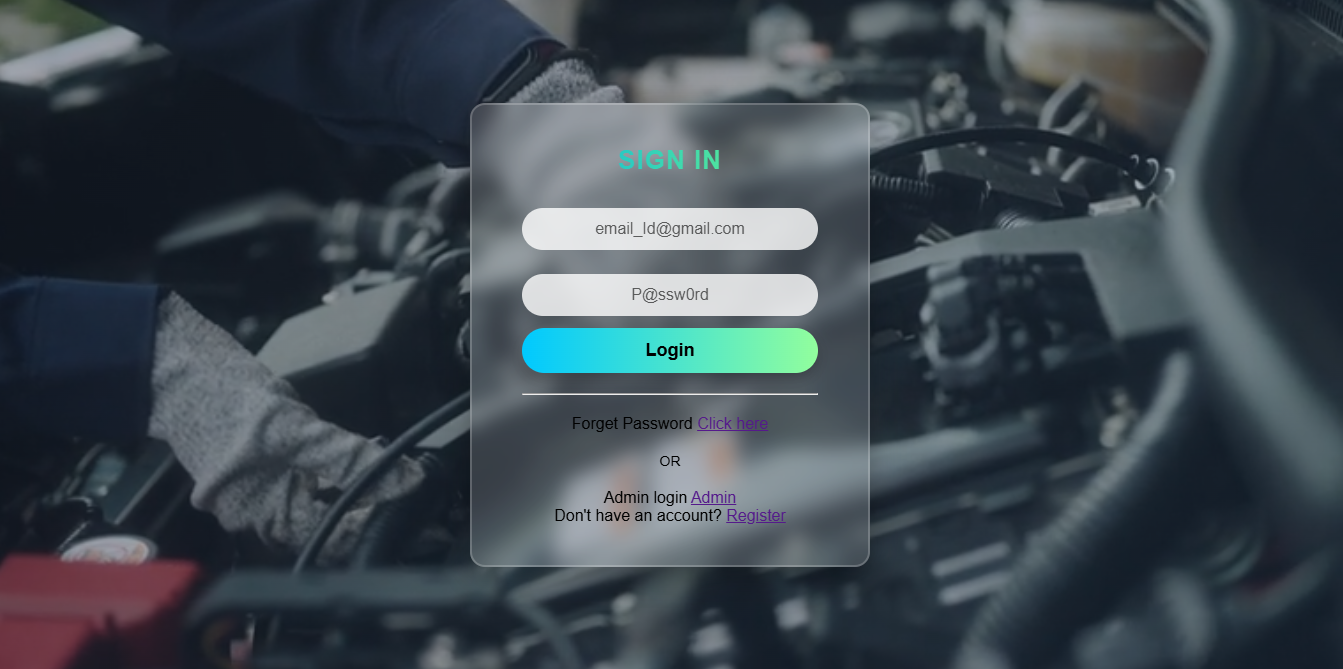 SIGN IN
email_Id@gmail.com
P@ssw0rd
Login
Forget Password Click here
OR
Admin login Admin
Don't have an account? Register